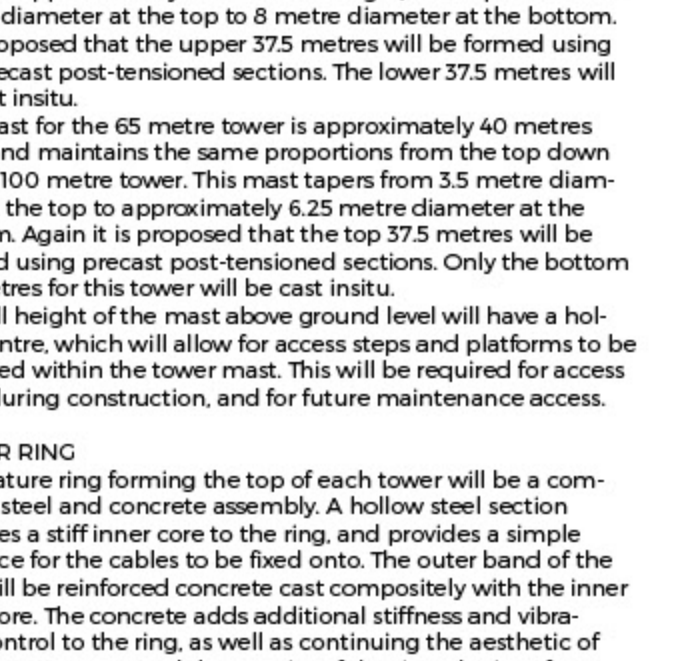 diameter at the top to 8 metre diameter at the bottom.
oposed that the upper 37.5 metres will be formed using
ecast post-tensioned sections. The lower 37.5 metres will
t insitu.
ast for the 65 metre tower is approximately 40 metres
nd maintains the same proportions from the top down
100 metre tower. This mast tapers from 3.5 metre diam-
the top to approximately 6.25 metre diameter at the
n. Again it is proposed that the top 37.5 metres will be
d using precast post-tensioned sections. Only the bottom
tres for this tower will be cast insitu.
ll height of the mast above ground level will have a hol-
ntre, which will allow for access steps and platforms to be
ed within the tower mast. This will be required for access
during construction, and for future maintenance access.
R RING
ature ring forming the top of each tower will be a com-
steel and concrete assembly. A hollow steel section
es a stiff inner core to the ring, and provides a simple
ce for the cables to be fixed onto. The outer band of the
ill be reinforced concrete cast compositely with the inner
ore. The concrete adds additional stiffness and vibra-
ontrol to the ring, as well as continuing the aesthetic of